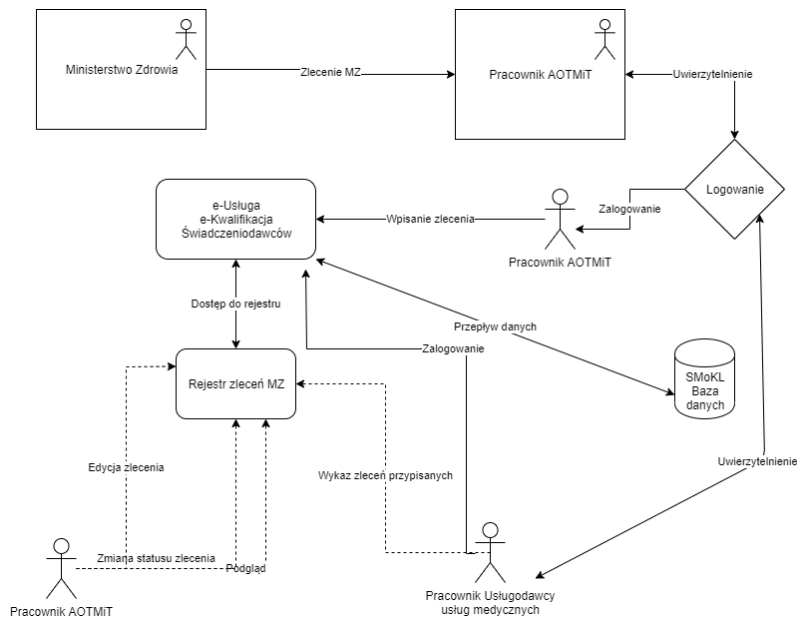 Ministerstwo Zdrowia
Zlecenie MZ
Pracownik AOTMiT
Uwierzytelnienie
Logowanie
e-Usługa
e-Kwalifikacja
Świadczeniodawców
Wpisanie zlecenia
Zalogowanie
Pracownik AOTMiT
Dostęp do rejestru
Przepływ danych
Zalogowanie
Rejestr zleceń MZ
SMoKL
Baza
danych
Edycja zlecenia
Wykaz zleceń przypisanych
Uwierzytelnienie
Zmiana statusu zlecenia
Podgląd
Pracownik AOTMiT
Pracownik Usługodawcy
usług medycznych